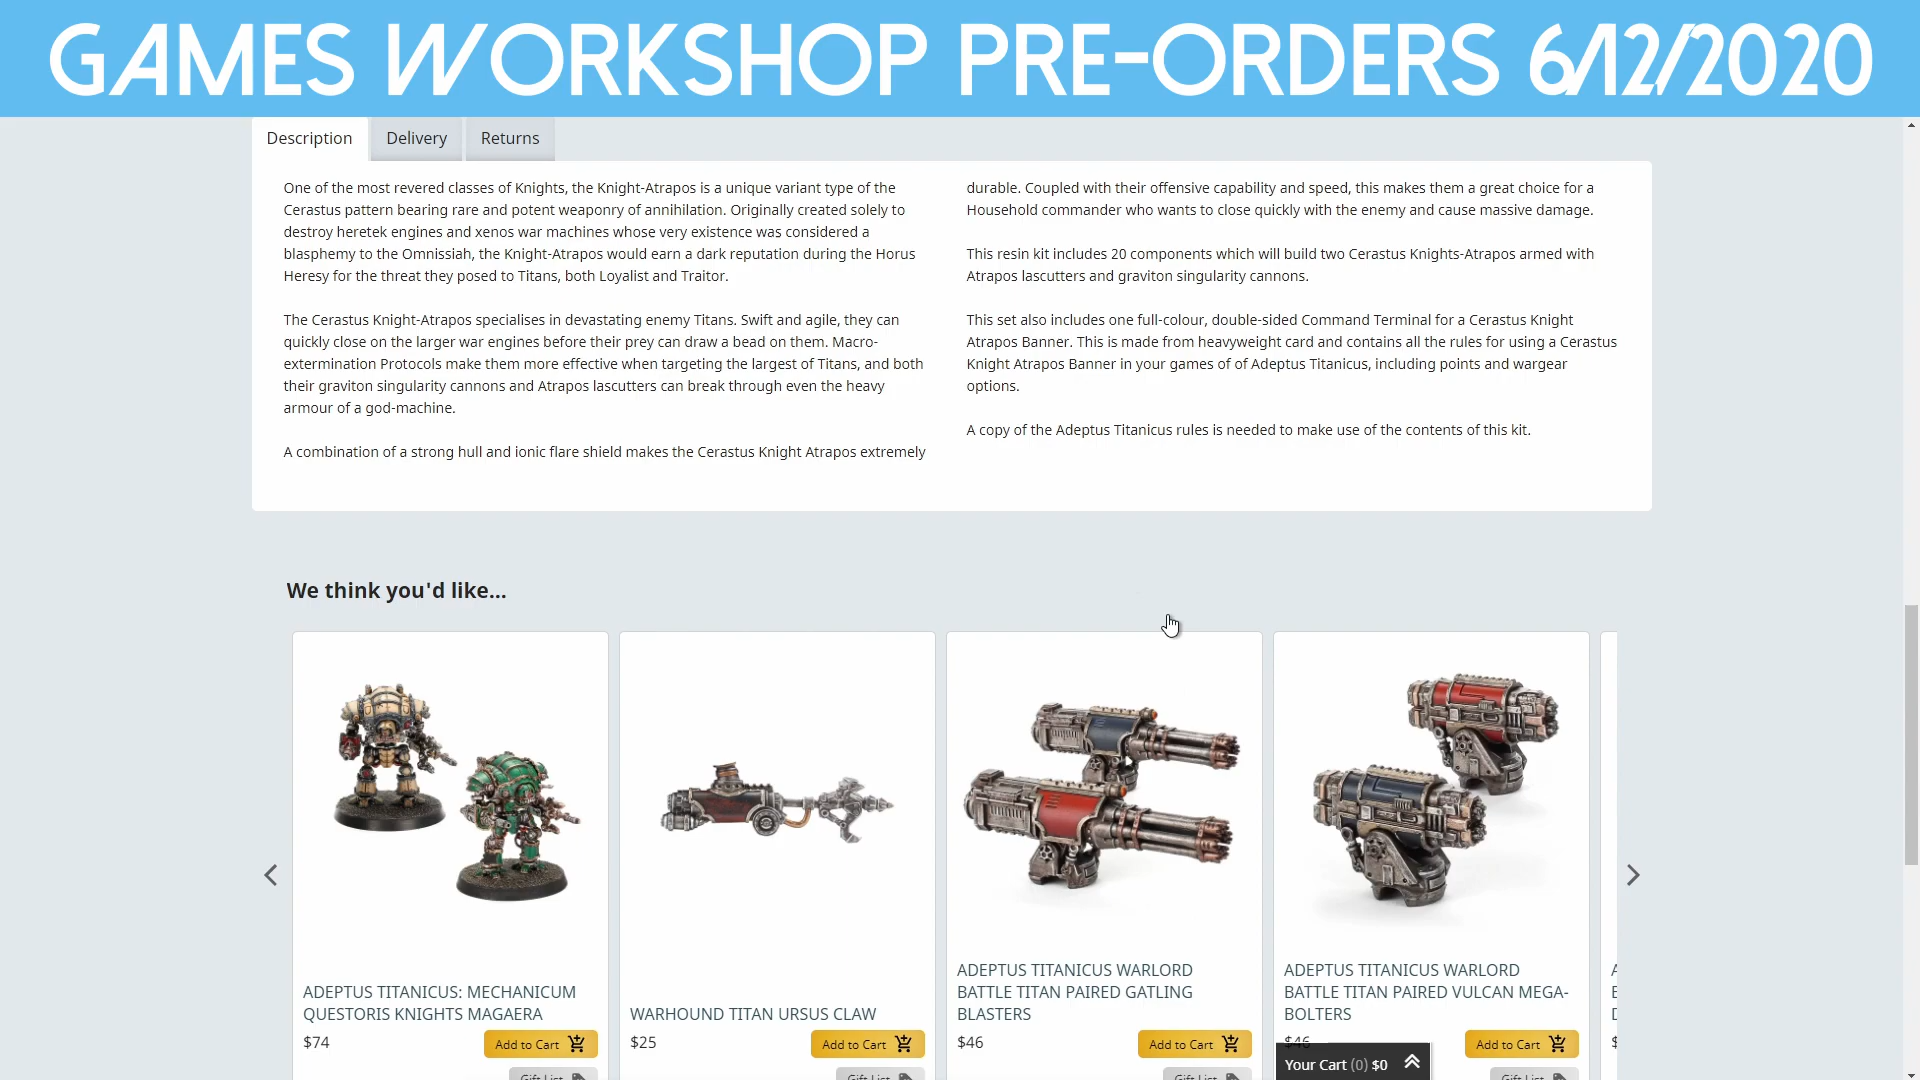 GAMES WORKSHOP PRE-ORDERS 6/12/2020
Description
Delivery
Returns
One of the most revered classes of Knights, the Knight-Atrapos is a unique variant type of the
Cerastus pattern bearing rare and potent weaponry of annihilation. Originally created solely to
destroy heretek engines and xenos war machines whose very existence was considered a
blasphemy to the Omnissiah, the Knight-Atrapos would earn a dark reputation during the Horus
Heresy for the threat they posed to Titans, both Loyalist and Traitor.
The Cerastus Knight-Atrapos specialises in devastating enemy Titans. Swift and agile, they can
quickly close on the larger war engines before their prey can draw a bead on them. Macro-
extermination Protocols make them more effective when targeting the largest of Titans, and both
their graviton singularity cannons and Atrapos lascutters can break through even the heavy
armour of a god-machine.
A combination of a strong hull and ionic flare shield makes the Cerastus Knight Atrapos extremely
durable. Coupled with their offensive capability and speed, this makes them a great choice for a
Household commander who wants to close quickly with the enemy and cause massive damage.
This resin kit includes 20 components which will build two Cerastus Knights-Atrapos armed with
Atrapos lascutters and graviton singularity cannons.
This set also includes one full-colour, double-sided Command Terminal for a Cerastus Knight
Atrapos Banner. This is made from heavyweight card and contains all the rules for using a Cerastus
Knight Atrapos Banner in your games of of Adeptus Titanicus, including points and wargear
options.
A copy of the Adeptus Titanicus rules is needed to make use of the contents of this kit.
We think you'd like...
ADEPTUS TITANICUS: MECHANICUM
QUESTORIS KNIGHTS MAGAERA
$74
Add to Cart
Gift List
WARHOUND TITAN URSUS CLAW
$25
Add to Cart
Gift List
ADEPTUS TITANICUS WARLORD
BATTLE TITAN PAIRED GATLING
BLASTERS
$46
Add to Cart
Gift List
ADEPTUS TITANICUS WARLORD
BATTLE TITAN PAIRED VULCAN MEGA-
BOLTERS
$46
Add to Cart
Gift List
Your Cart (0) $0